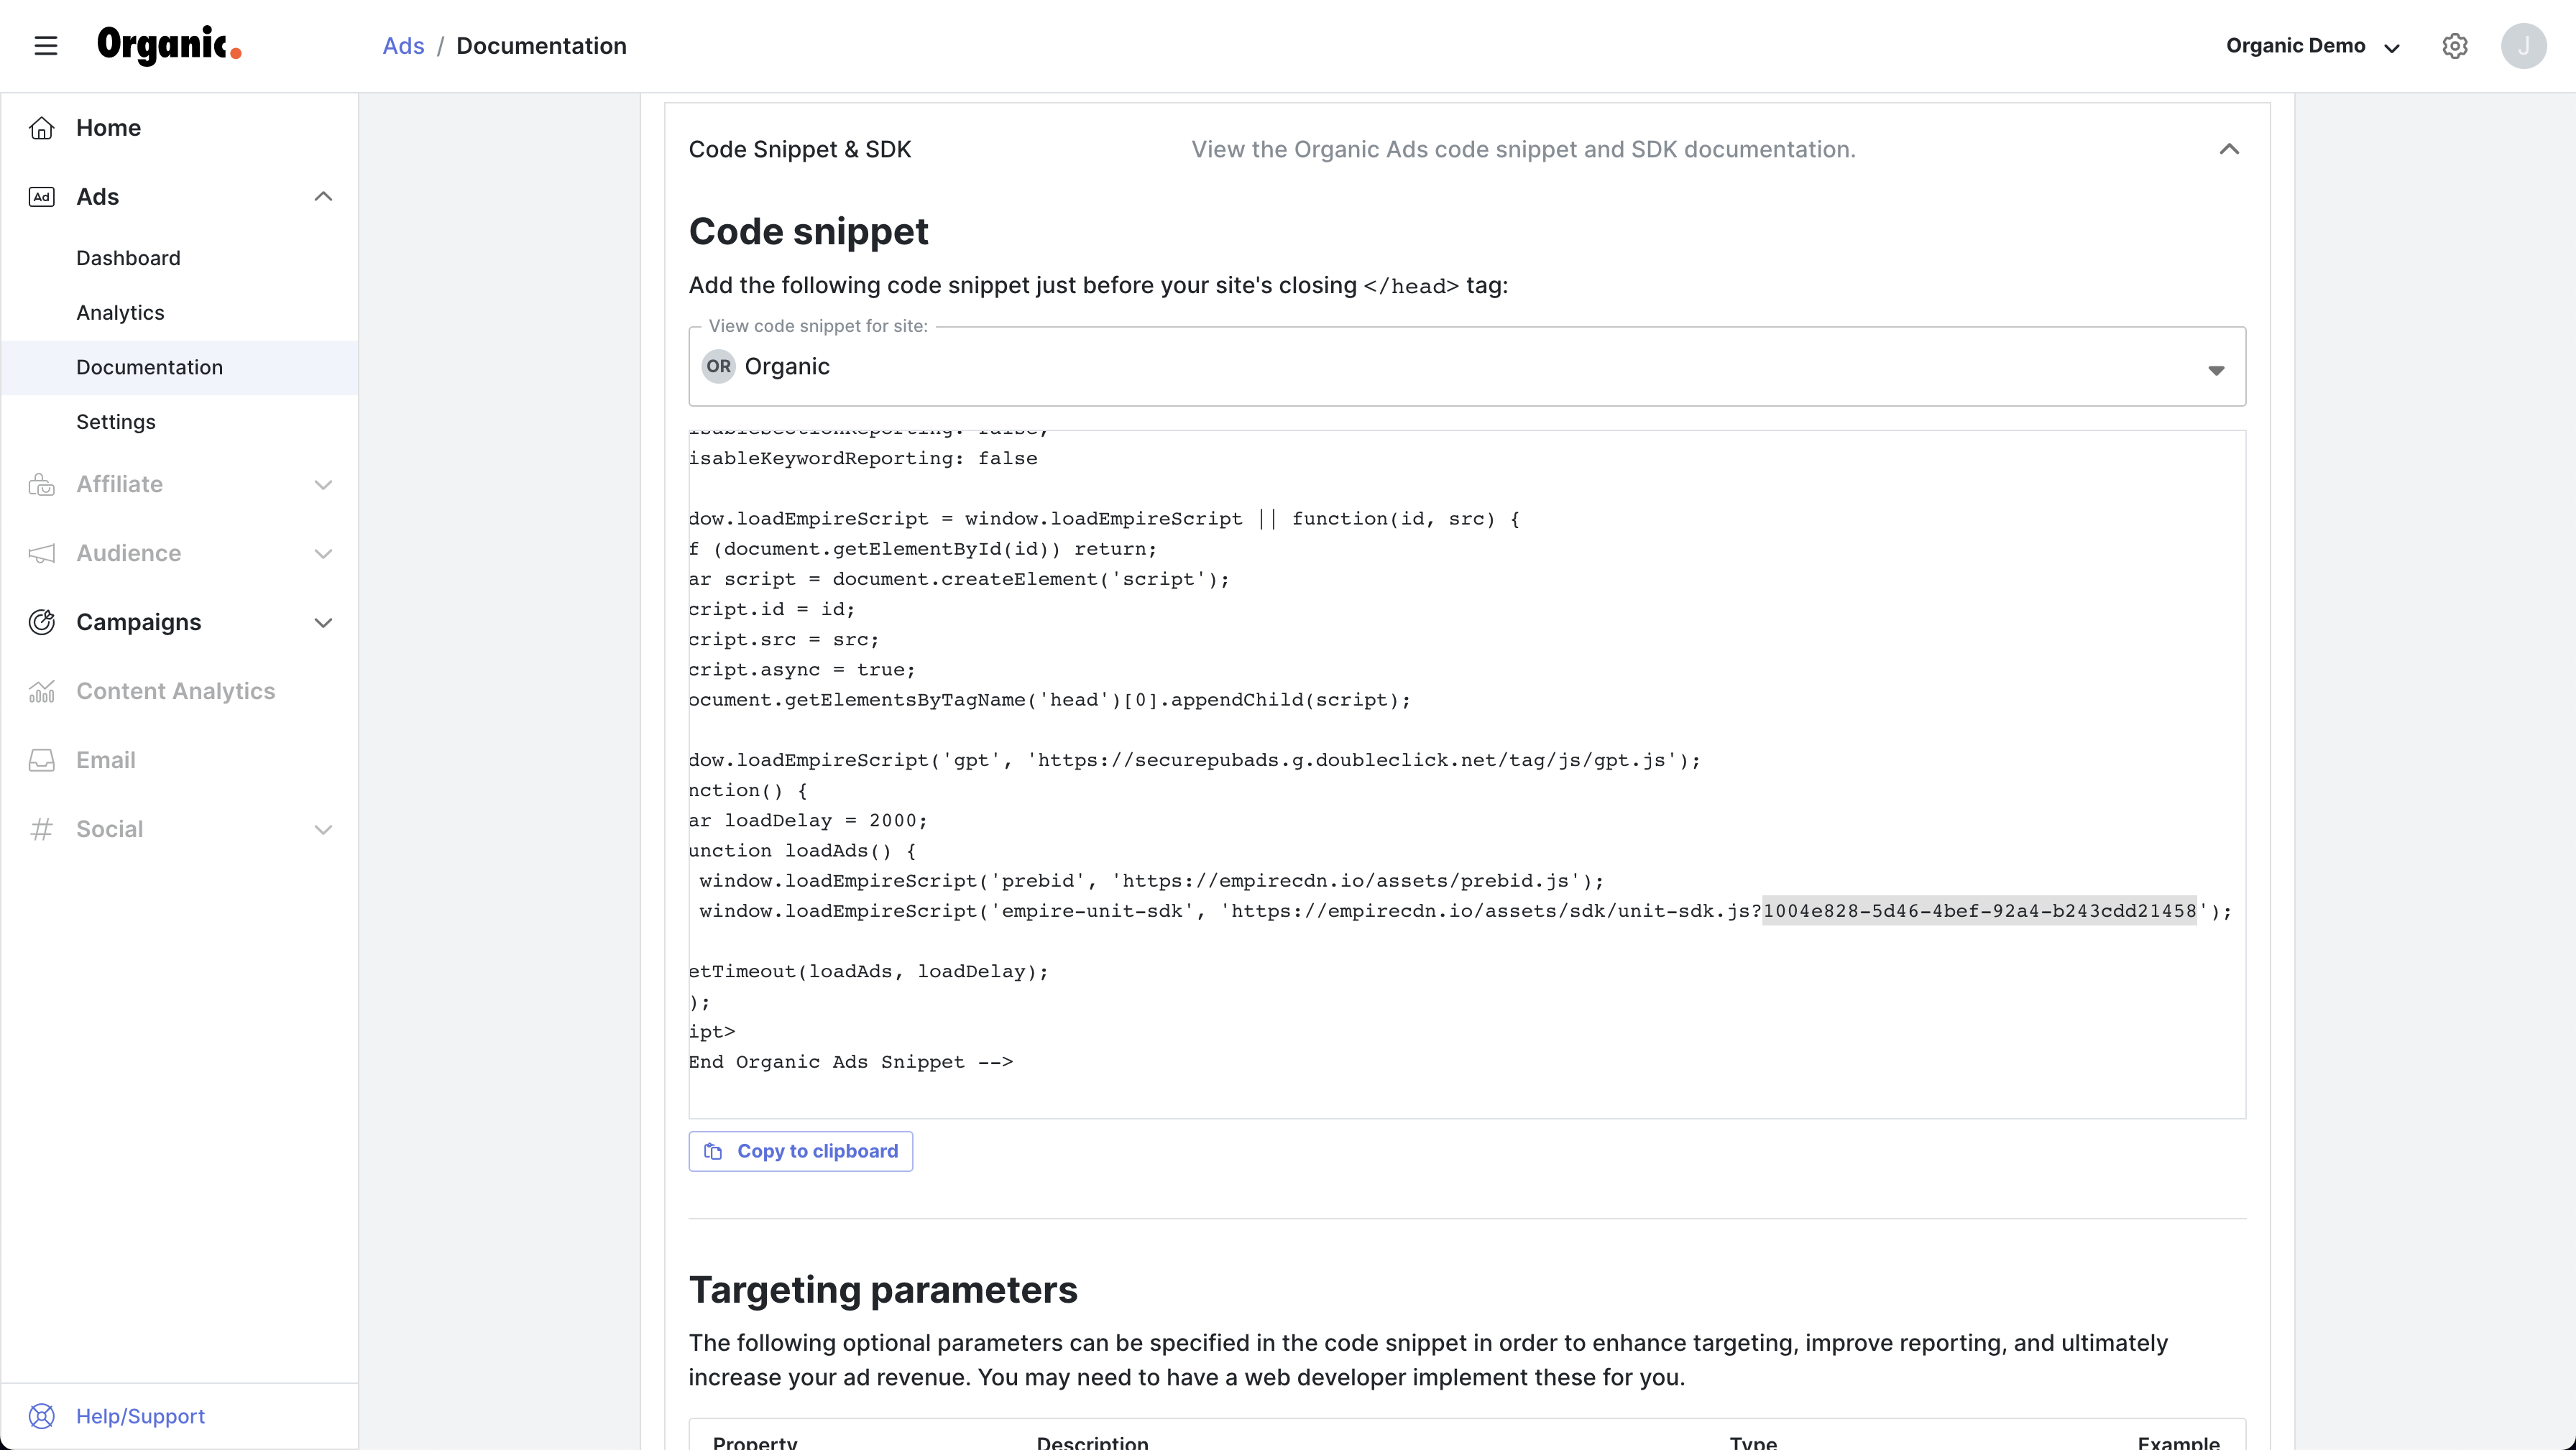 Organic.
Ads / Documentation
Organic Demo
J
Home
Ad Ads
Dashboard
Analytics
Documentation
Settings
Affiliate
Audience
Campaigns
Content Analytics
Email
Social
Help/Support
Code Snippet & SDK
View the Organic Ads code snippet and SDK documentation.
Code snippet
Add the following code snippet just before your site's closing </head> tag:
View code snippet for site:
OR Organic
isableSectionReporting: false,
isableKeywordReporting: false
dow.loadEmpireScript = window.loadEmpireScript || function(id, src) {
f (document.getElementById(id)) return;
ar script = document.createElement('script');
cript.id = id;
cript.src = src;
cript.async = true;
ocument.getElementsByTagName('head')[0].appendChild(script);
dow.loadEmpireScript('gpt', 'https://securepubads.g.doubleclick.net/tag/js/gpt.js');
nction() {
ar loadDelay = 2000;
unction loadAds() {
window.loadEmpireScript('prebid', 'https://empirecdn.io/assets/prebid.js');
window.loadEmpireScript('empire-unit-sdk', 'https://empirecdn.io/assets/sdk/unit-sdk.js?1004e828-5d46-4bef-92a4-b243cdd21458');
etTimeout(loadAds, loadDelay);
);
ipt>
End Organic Ads Snippet -->
Copy to clipboard
Targeting parameters
The following optional parameters can be specified in the code snippet in order to enhance targeting, improve reporting, and ultimately
increase your ad revenue. You may need to have a web developer implement these for you.
Property Description Type Example